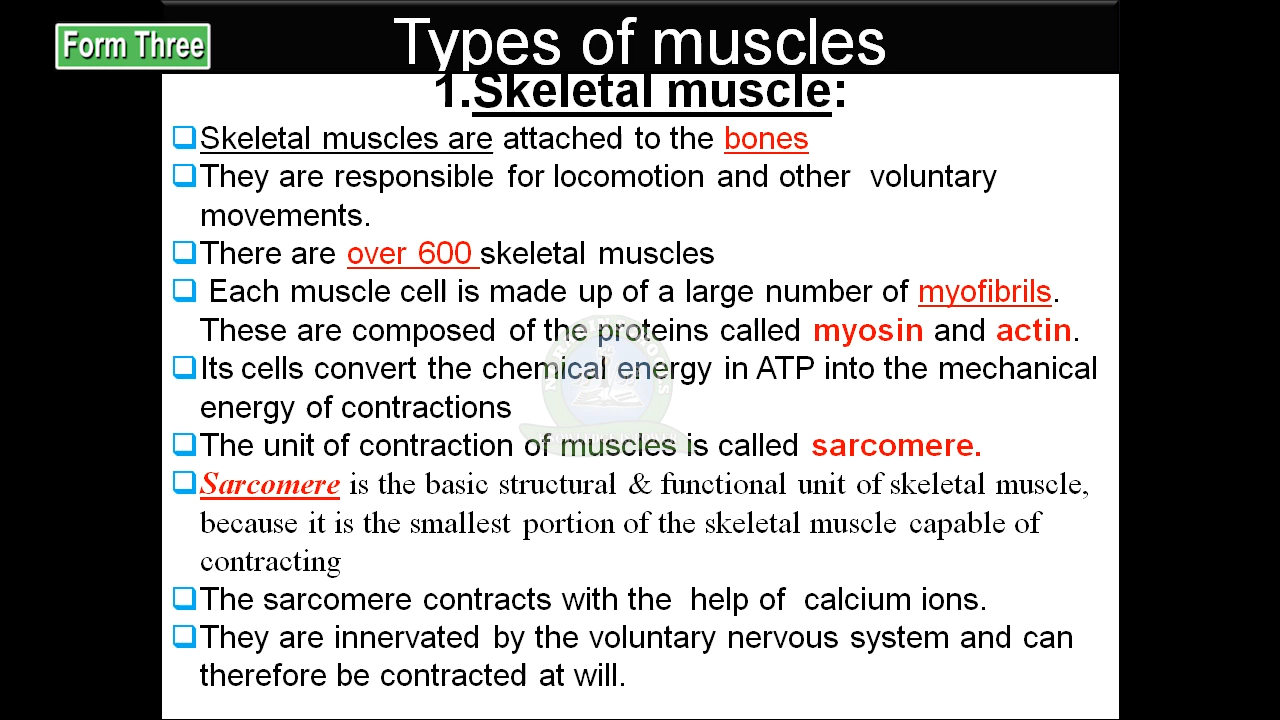 Form Three
Types of muscles
1.Skeletal muscle:
Skeletal muscles are attached to the bones
They are responsible for locomotion and other voluntary
movements.
There are over 600 skeletal muscles
Each muscle cell is made up of a large number of myofibrils.
These are composed of the proteins called myosin and actin.
Its cells convert the chemical energy in ATP into the mechanical
energy of contractions
The unit of contraction of muscles is called sarcomere.
Sarcomere is the basic structural & functional unit of skeletal muscle,
because it is the smallest portion of the skeletal muscle capable of
contracting
The sarcomere contracts with the help of calcium ions.
They are innervated by the voluntary nervous system and can
therefore be contracted at will.